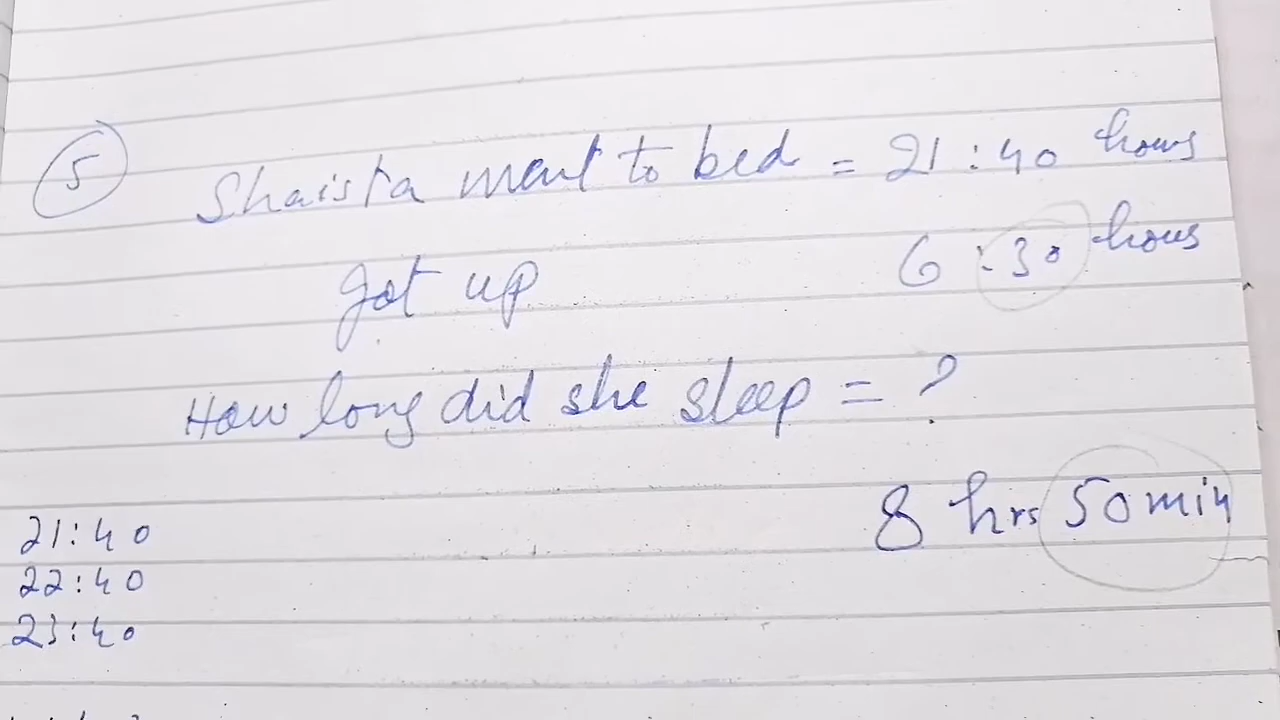 5 Shaista went to bed = 21:40 hours
got up 6:30 hours
How long did she sleep = ?
8 hrs 50 min
21:40
22:40
23:40